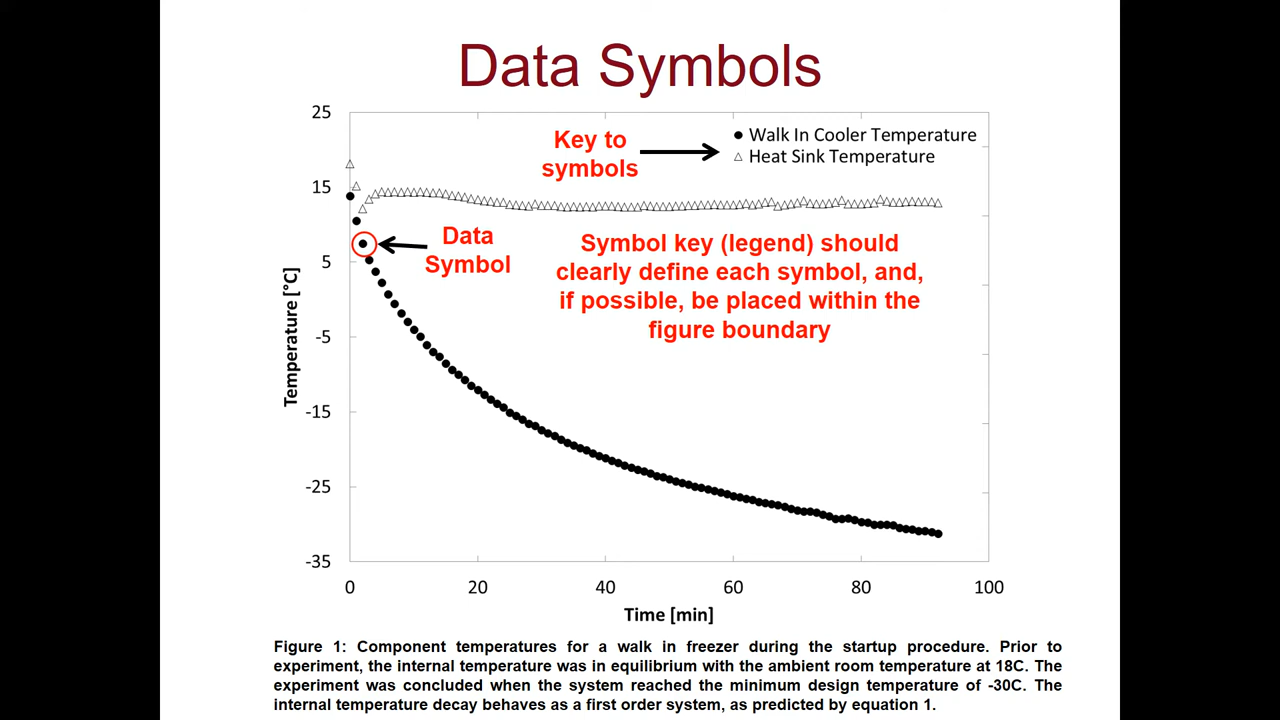 Data Symbols
25
15
5
-5
-15
-25
-35
Temperature [°C]
Key to
symbols
Walk In Cooler Temperature
Heat Sink Temperature
Data
Symbol
Symbol key (legend) should
clearly define each symbol, and,
if possible, be placed within the
figure boundary
0 20 40 60 80 100
Time [min]
Figure 1: Component temperatures for a walk in freezer during the startup procedure. Prior to
experiment, the internal temperature was in equilibrium with the ambient room temperature at 18C. The
experiment was concluded when the system reached the minimum design temperature of -30C. The
internal temperature decay behaves as a first order system, as predicted by equation 1.